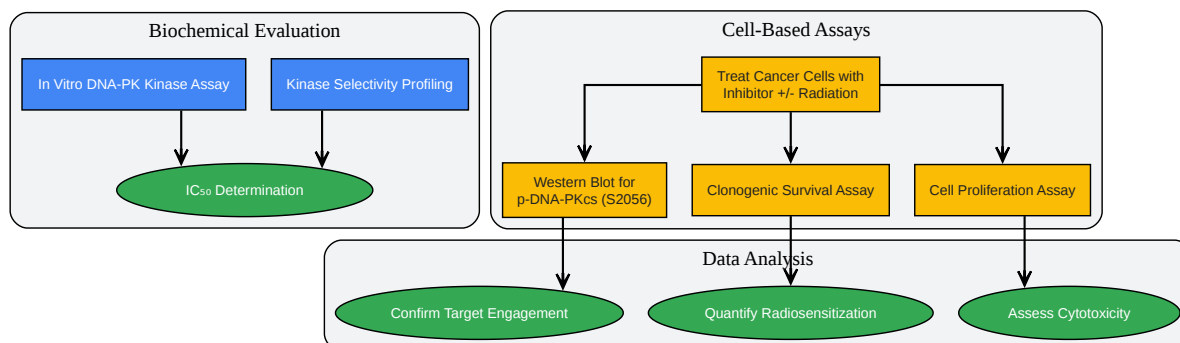 Biochemical Evaluation
In Vitro DNA-PK Kinase Assay
Kinase Selectivity Profiling
IC₅₀ Determination
Cell-Based Assays
Treat Cancer Cells with
Inhibitor +/- Radiation
Western Blot for
p-DNA-PKcs (S2056)
Clonogenic Survival Assay
Cell Proliferation Assay
Data Analysis
Confirm Target Engagement
Quantify Radiosensitization
Assess Cytotoxicity